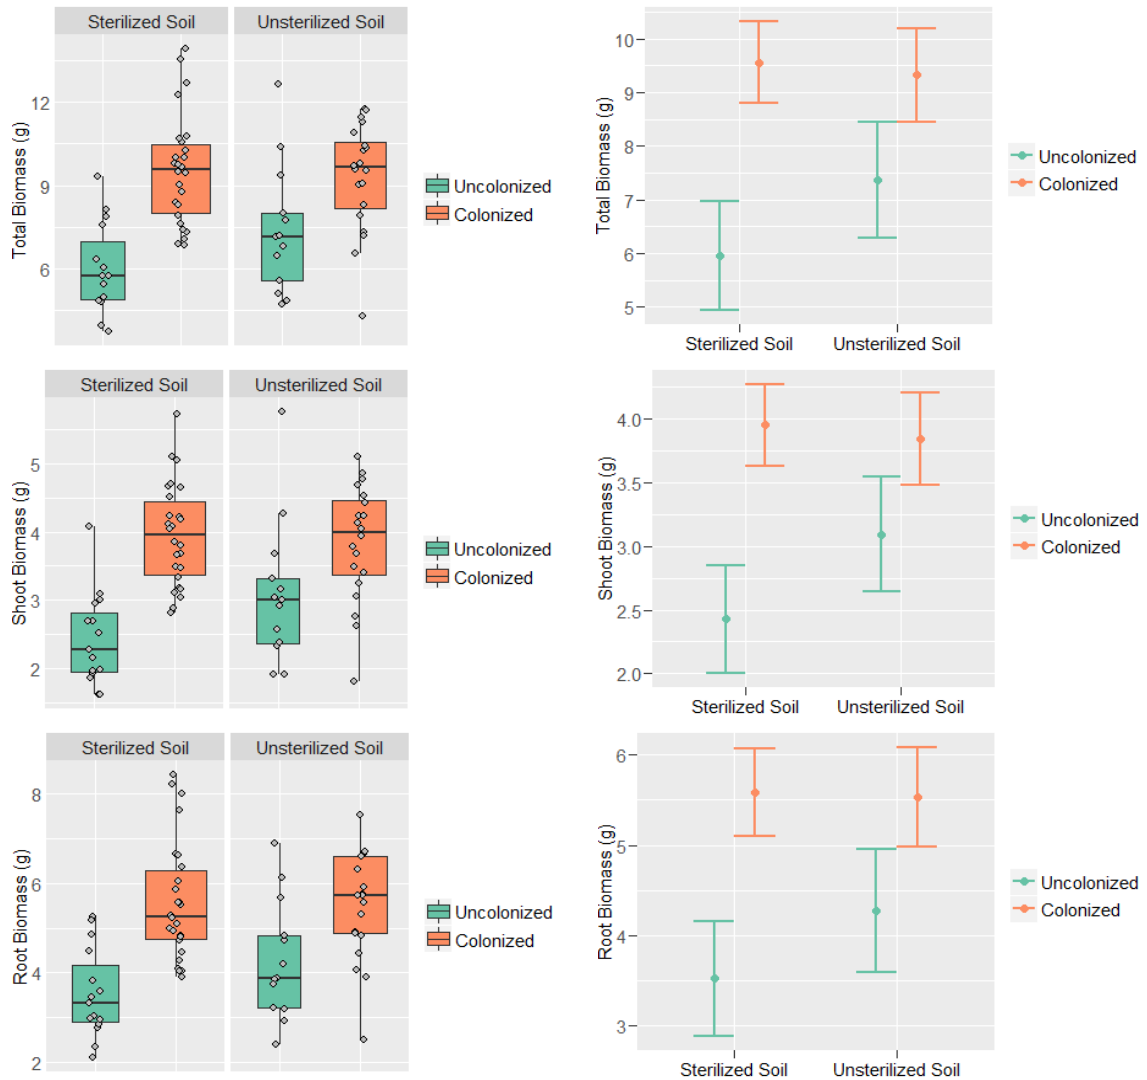 Sterilized Soil
Unsterilized Soil
Total Biomass (g)
12
9
6
Uncolonized
Colonized
Total Biomass (g)
10
9
8
7
6
5
Sterilized Soil
Unsterilized Soil
Uncolonized
Colonized
Sterilized Soil
Unsterilized Soil
Shoot Biomass (g)
5
4
3
2
Uncolonized
Colonized
Shoot Biomass (g)
4.0
3.5
3.0
2.5
2.0
Sterilized Soil
Unsterilized Soil
Uncolonized
Colonized
Sterilized Soil
Unsterilized Soil
Root Biomass (g)
8
6
4
2
Uncolonized
Colonized
Root Biomass (g)
6
5
4
3
Sterilized Soil
Unsterilized Soil
Uncolonized
Colonized